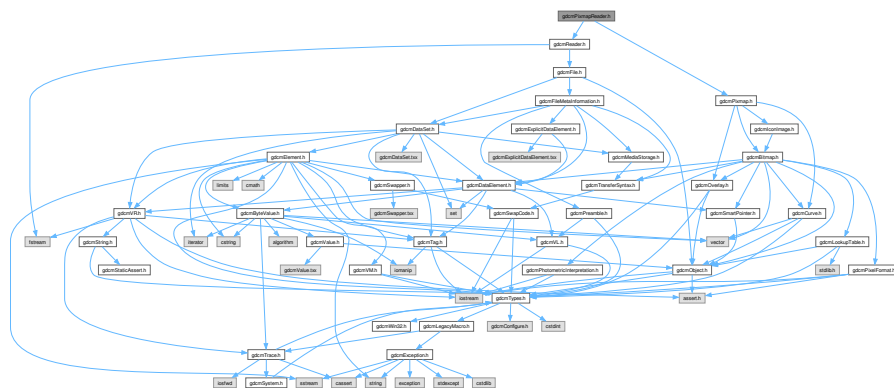 gdcmPixmapReader.h
gdcmReader.h
gdcmFile.h
gdcmFileMetaInformation.h
gdcmPixmap.h
gdcmDataSet.h
gdcmExplicitDataElement.h
gdcmIconImage.h
gdcmElement.h
gdcmDataSet.txx
gdcmExplicitDataElement.txx
gdcmMediaStorage.h
gdcmBitmap.h
limits
cmath
gdcmSwapper.h
gdcmDataElement.h
gdcmTransferSyntax.h
gdcmOverlay.h
gdcmVR.h
gdcmByteValue.h
gdcmSwapper.txx
set
gdcmSwapCode.h
gdcmPreamble.h
gdcmSmartPointer.h
gdcmCurve.h
fstream
gdcmString.h
iterator
cstring
algorithm
gdcmValue.h
gdcmTag.h
gdcmVL.h
vector
gdcmLookupTable.h
gdcmStaticAssert.h
gdcmValue.txx
gdcmVM.h
iomanip
gdcmPhotometricInterpretation.h
gdcmObject.h
stdlib.h
gdcmPixelFormat.h
iostream
gdcmTypes.h
assert.h
gdcmWin32.h
gdcmLegacyMacro.h
gdcmConfigure.h
cstdint
gdcmTrace.h
gdcmException.h
iosfwd
gdcmSystem.h
sstream
cassert
string
exception
stdexcept
cstdlib